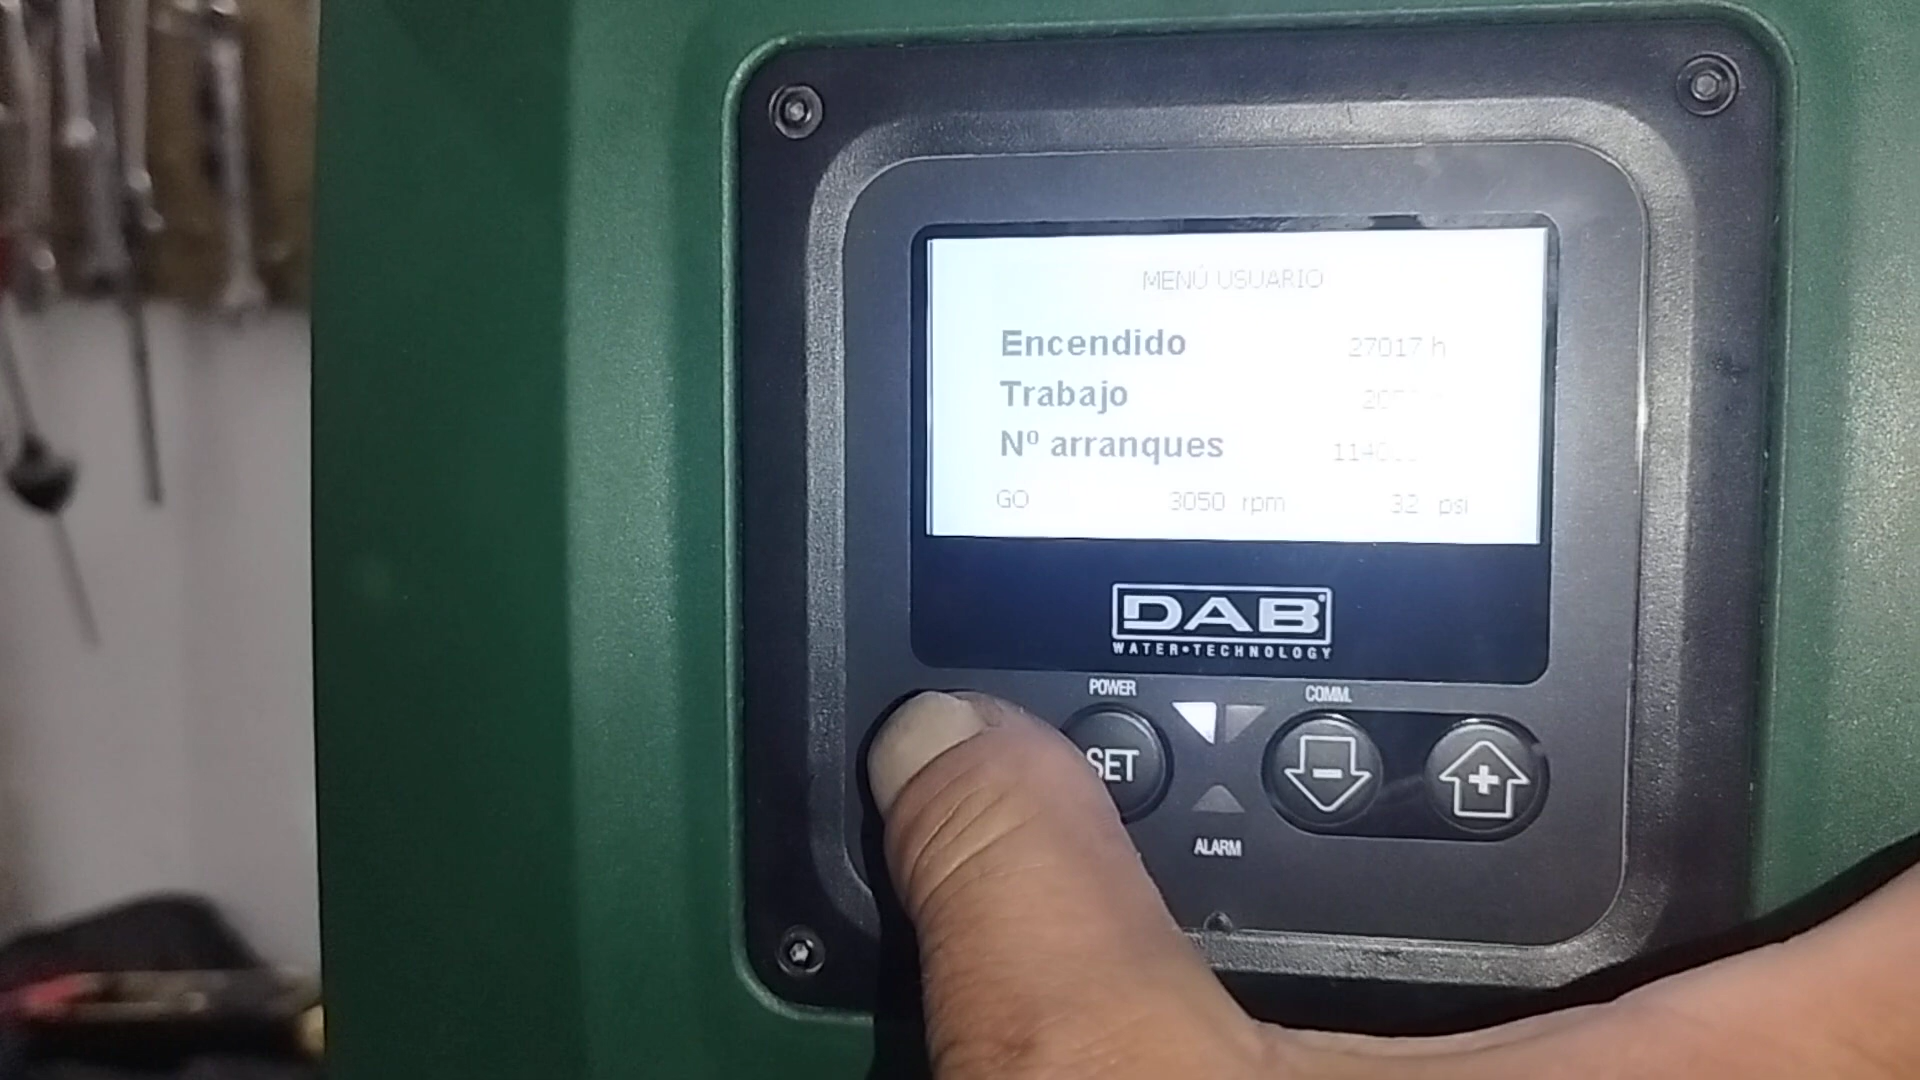 MENÚ USUARIO
Encendido 27017 h
Trabajo
Nº arranques
GO 3050 rpm 32 psi
DAB
WATER•TECHNOLOGY
POWER COMM.
SET - +
ALARM